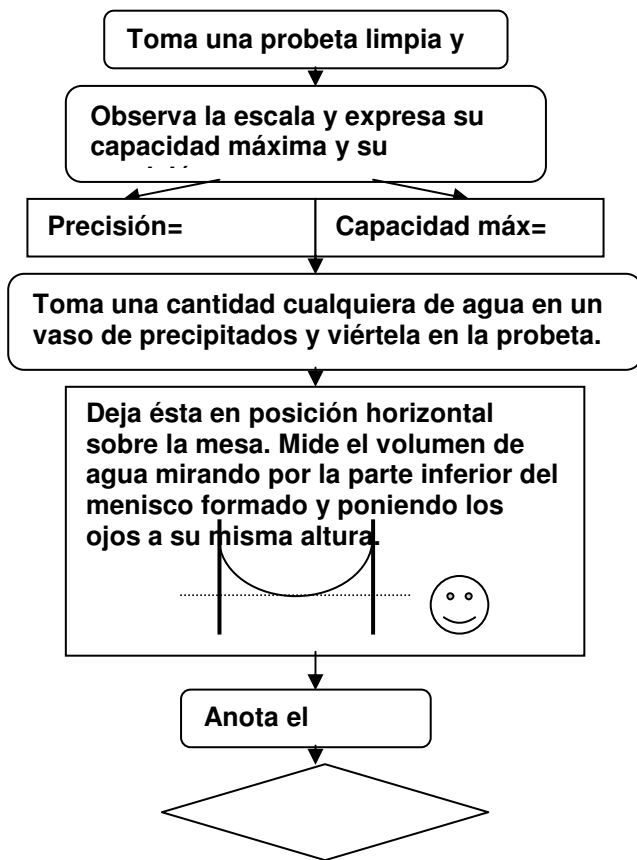 Toma una probeta limpia y
Observa la escala y expresa su
capacidad máxima y su
Precisión=
Capacidad máx=
Toma una cantidad cualquiera de agua en un
vaso de precipitados y viértela en la probeta.
Deja ésta en posición horizontal
sobre la mesa. Mide el volumen de
agua mirando por la parte inferior del
menisco formado y poniendo los
ojos a su misma altura.
Anota el